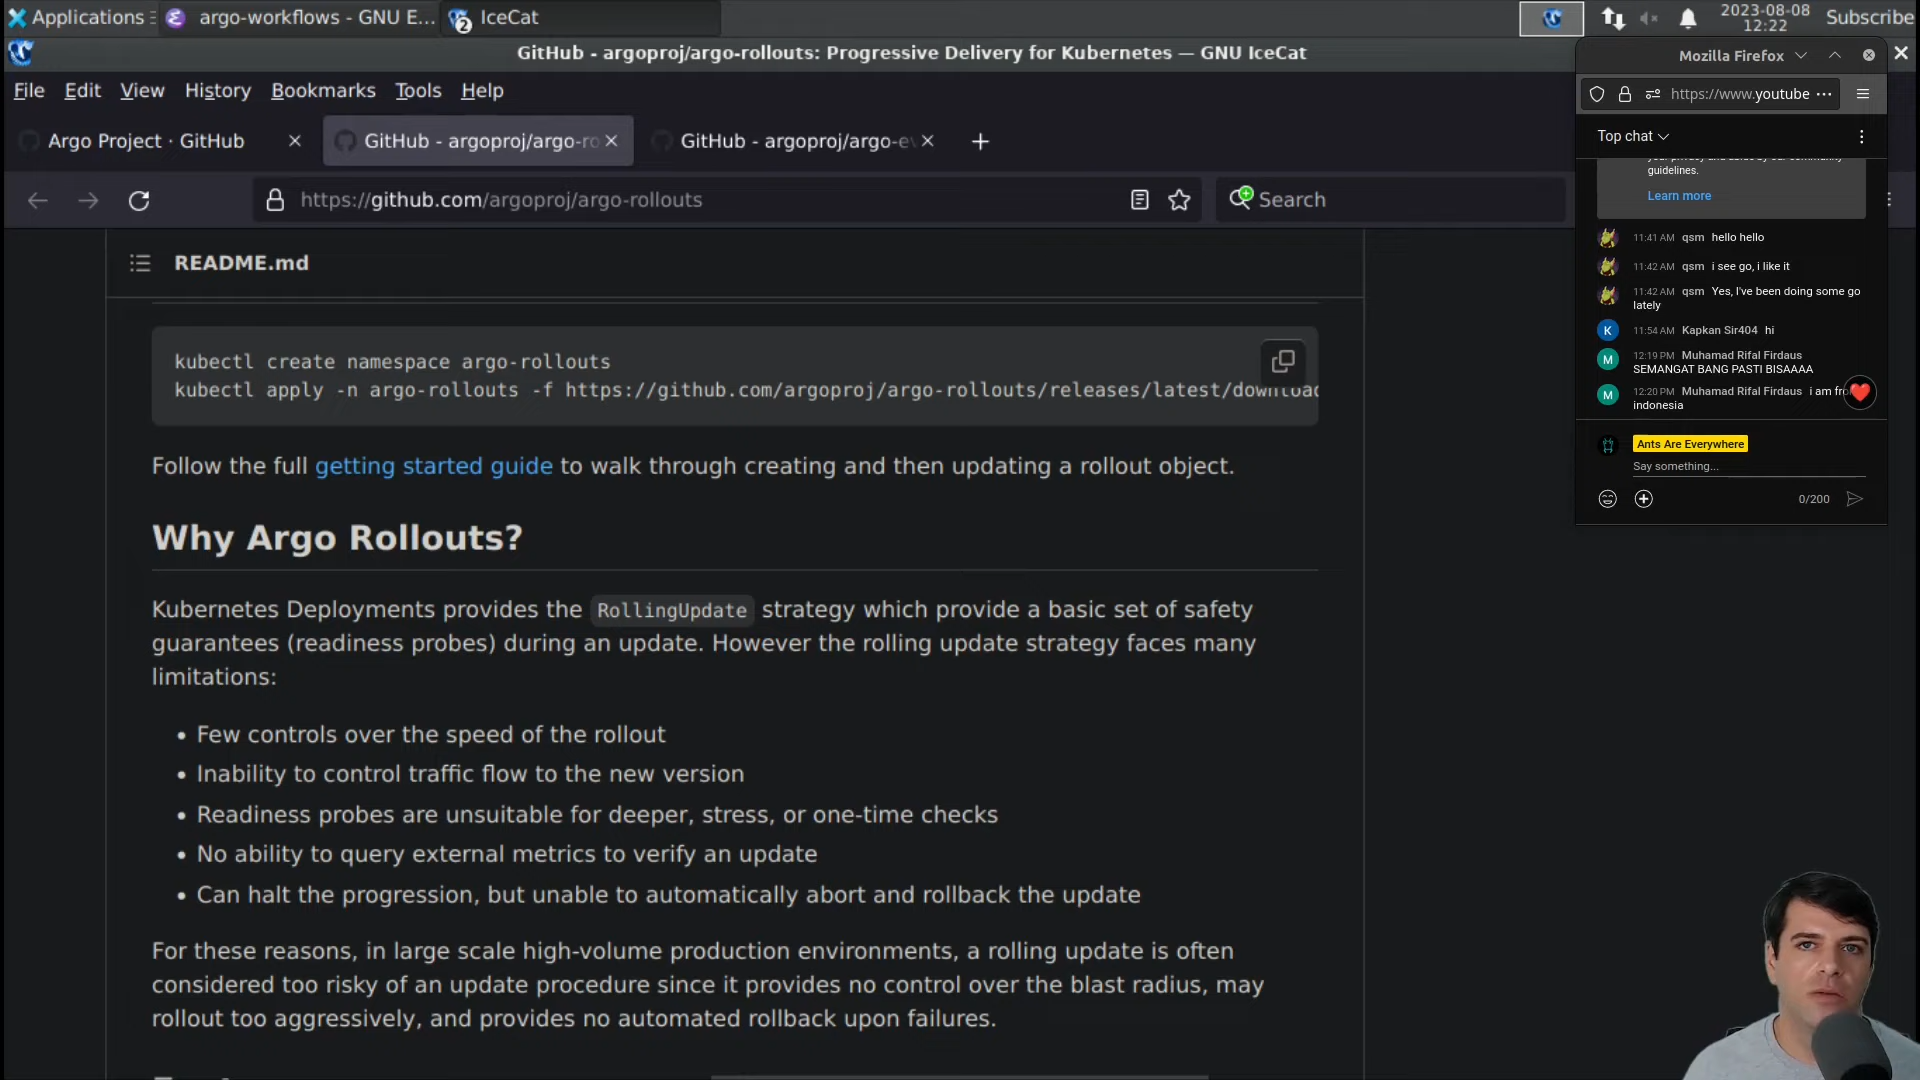 Applications
argo-workflows - GNU E...
2 IceCat
2023-08-08
12:22
Subscribe
GitHub - argoproj/argo-rollouts: Progressive Delivery for Kubernetes — GNU IceCat
File Edit View History Bookmarks Tools Help
Argo Project · GitHub
GitHub - argoproj/argo-ro
GitHub - argoproj/argo-ev
https://github.com/argoproj/argo-rollouts
Search
README.md
kubectl create namespace argo-rollouts
kubectl apply -n argo-rollouts -f https://github.com/argoproj/argo-rollouts/releases/latest/download
Follow the full getting started guide to walk through creating and then updating a rollout object.
Why Argo Rollouts?
Kubernetes Deployments provides the RollingUpdate strategy which provide a basic set of safety
guarantees (readiness probes) during an update. However the rolling update strategy faces many
limitations:
• Few controls over the speed of the rollout
• Inability to control traffic flow to the new version
• Readiness probes are unsuitable for deeper, stress, or one-time checks
• No ability to query external metrics to verify an update
• Can halt the progression, but unable to automatically abort and rollback the update
For these reasons, in large scale high-volume production environments, a rolling update is often
considered too risky of an update procedure since it provides no control over the blast radius, may
rollout too aggressively, and provides no automated rollback upon failures.
Mozilla Firefox
https://www.youtube
Top chat
your privacy and abide by our community
guidelines.
Learn more
11:41 AM qsm hello hello
11:42 AM qsm i see go, i like it
11:42 AM qsm Yes, I've been doing some go
lately
K 11:54 AM Kapkan Sir404 hi
M 12:19 PM Muhamad Rifal Firdaus
SEMANGAT BANG PASTI BISAAAA
M 12:20 PM Muhamad Rifal Firdaus i am fro
indonesia
Ants Are Everywhere
Say something...
0/200